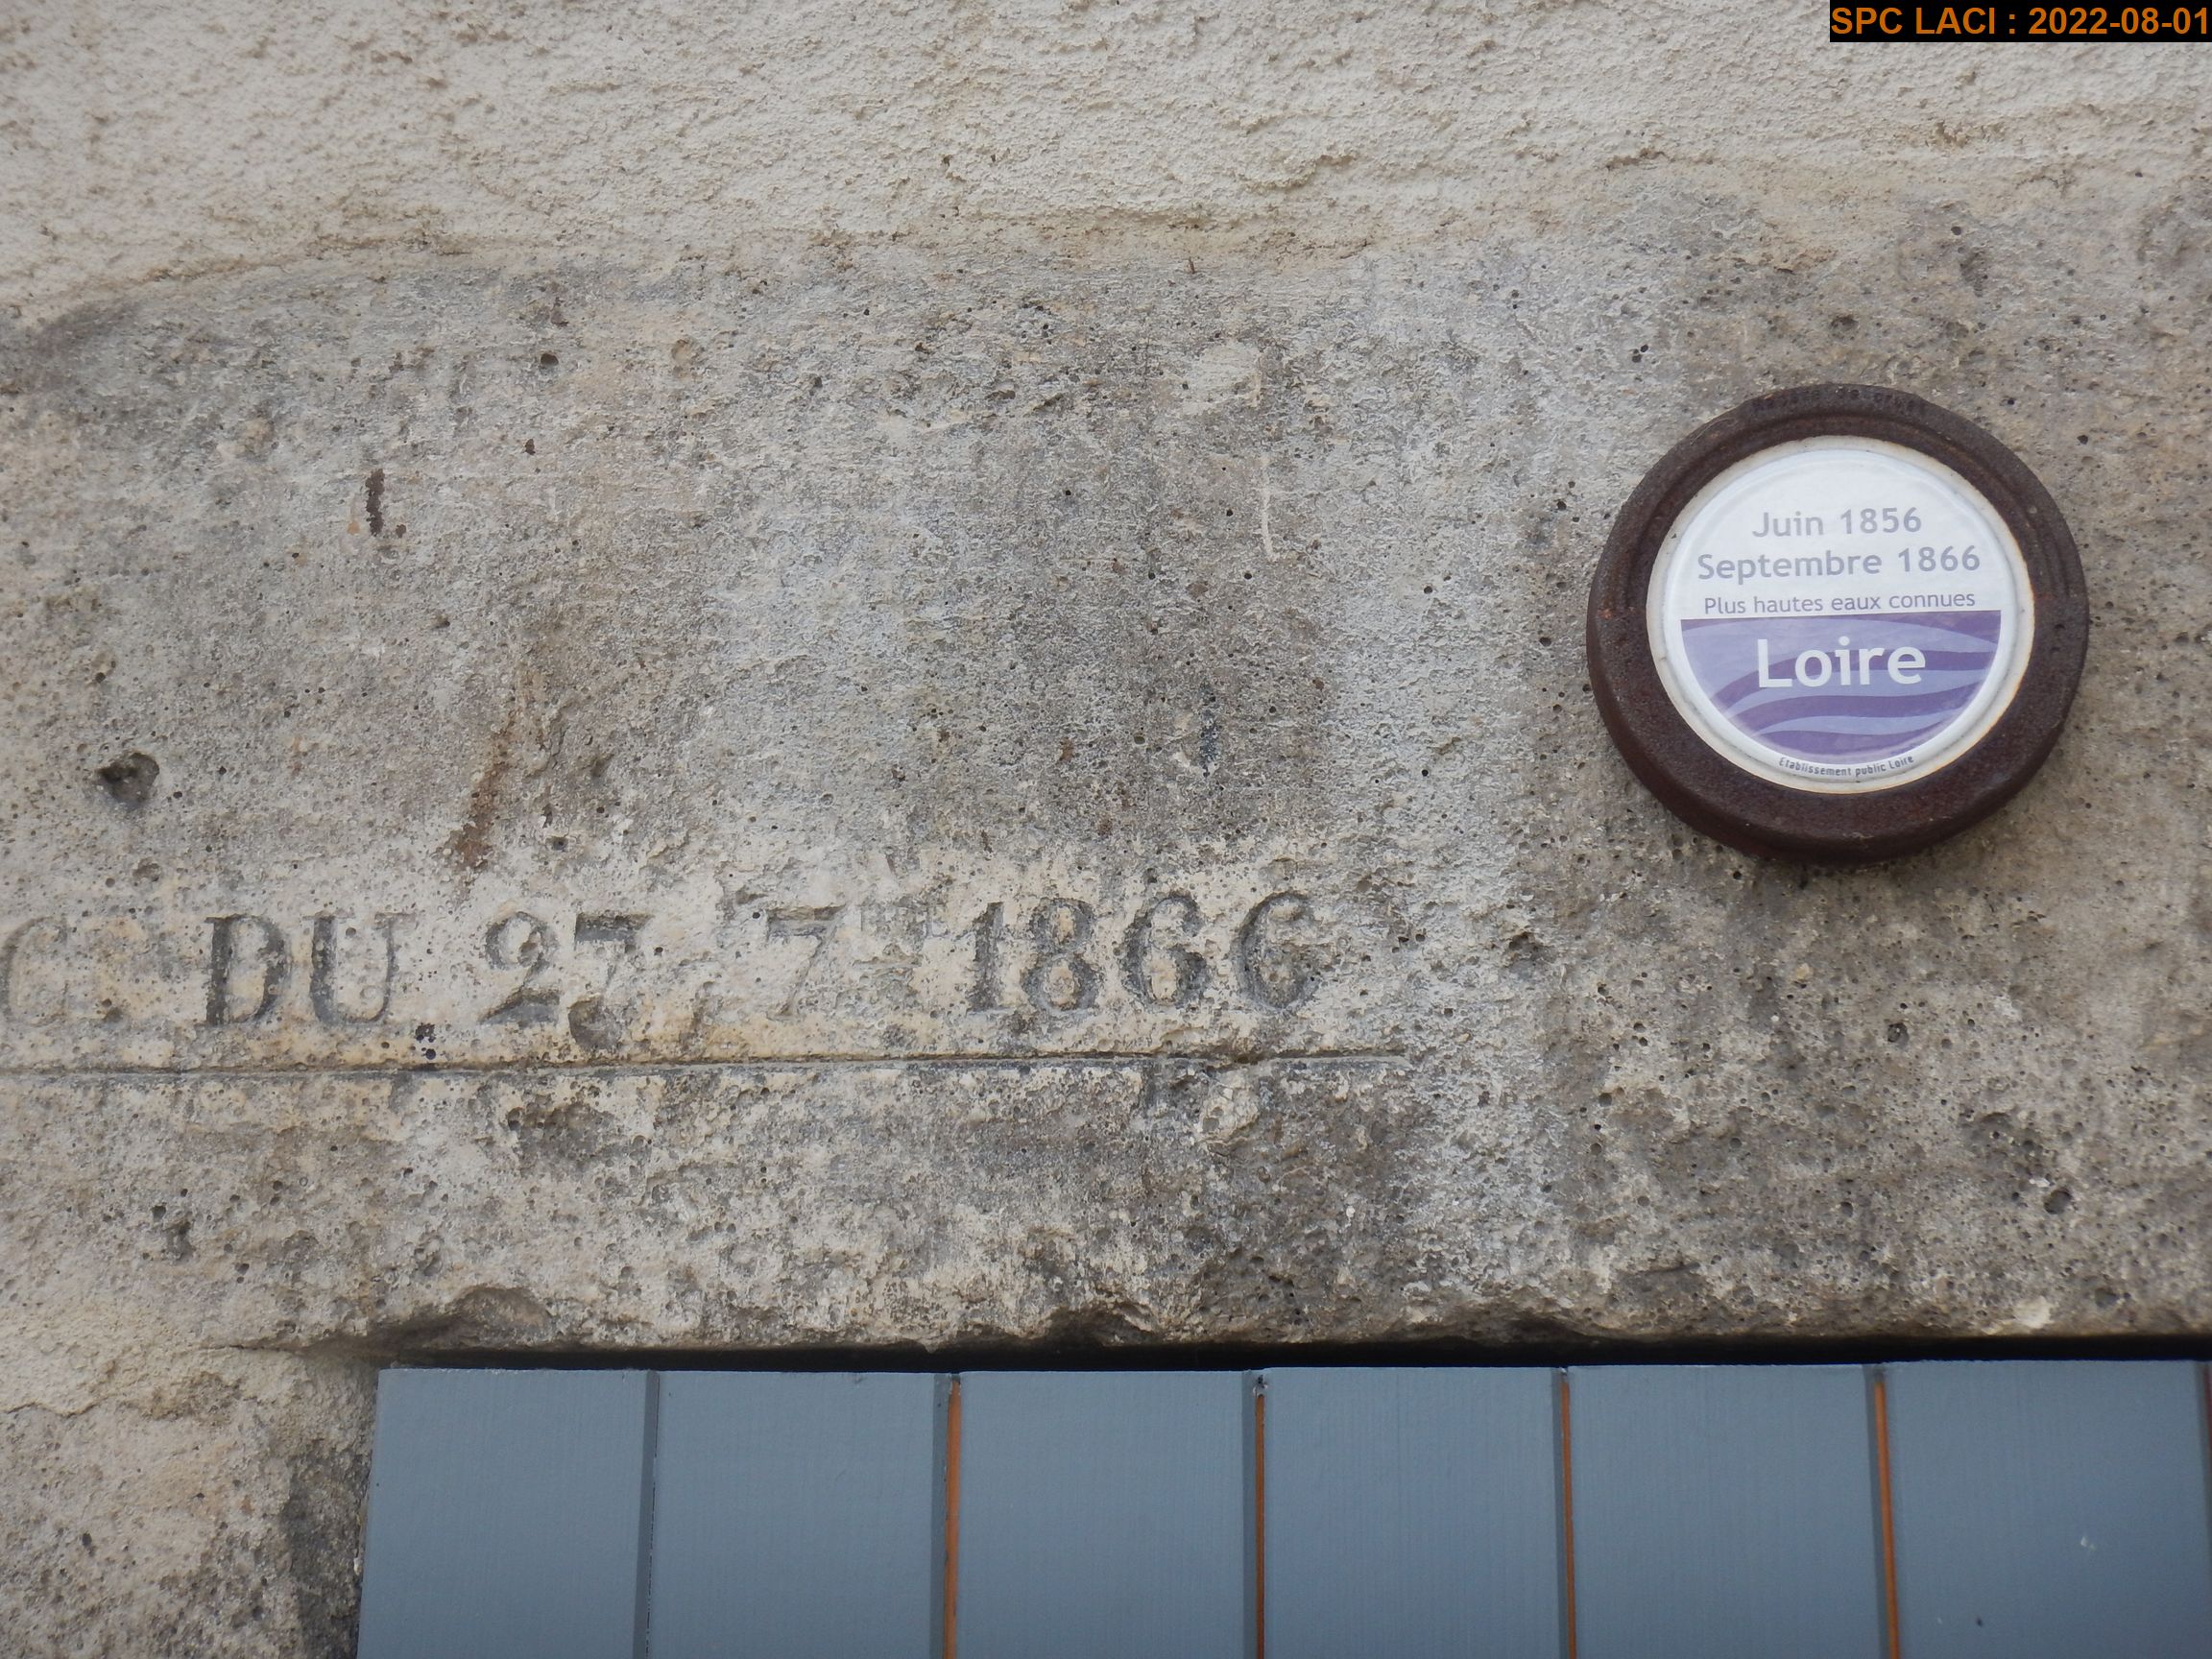 SPC LACI : 2022-08-01
Juin 1856
Septembre 1866
Plus hautes eaux connues
Loire
Etablissement public Loire
DU 27 7 1866